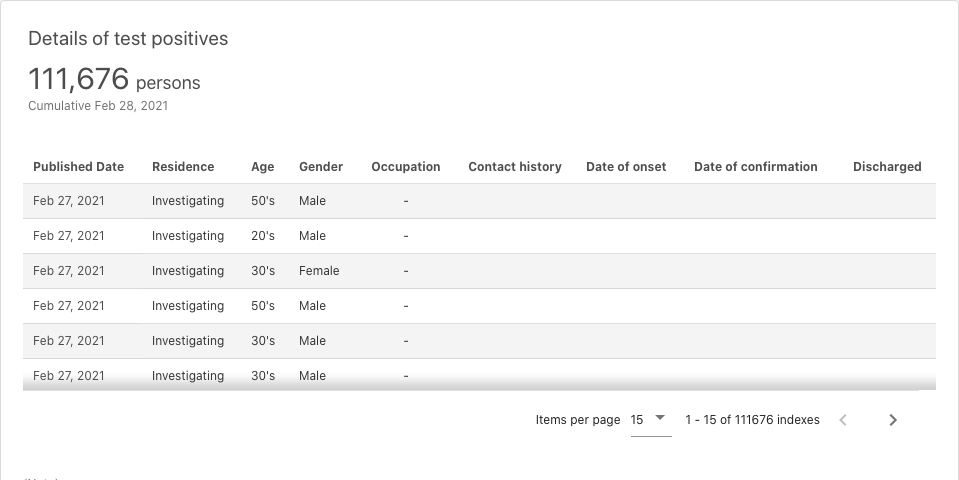 Details of test positives
111,676 persons
Cumulative Feb 28, 2021
Published Date Residence Age Gender Occupation Contact history Date of onset Date of confirmation Discharged
Feb 27, 2021 Investigating 50's Male -
Feb 27, 2021 Investigating 20's Male -
Feb 27, 2021 Investigating 30's Female -
Feb 27, 2021 Investigating 50's Male -
Feb 27, 2021 Investigating 30's Male -
Feb 27, 2021 Investigating 30's Male -
Items per page 15 1 - 15 of 111676 indexes